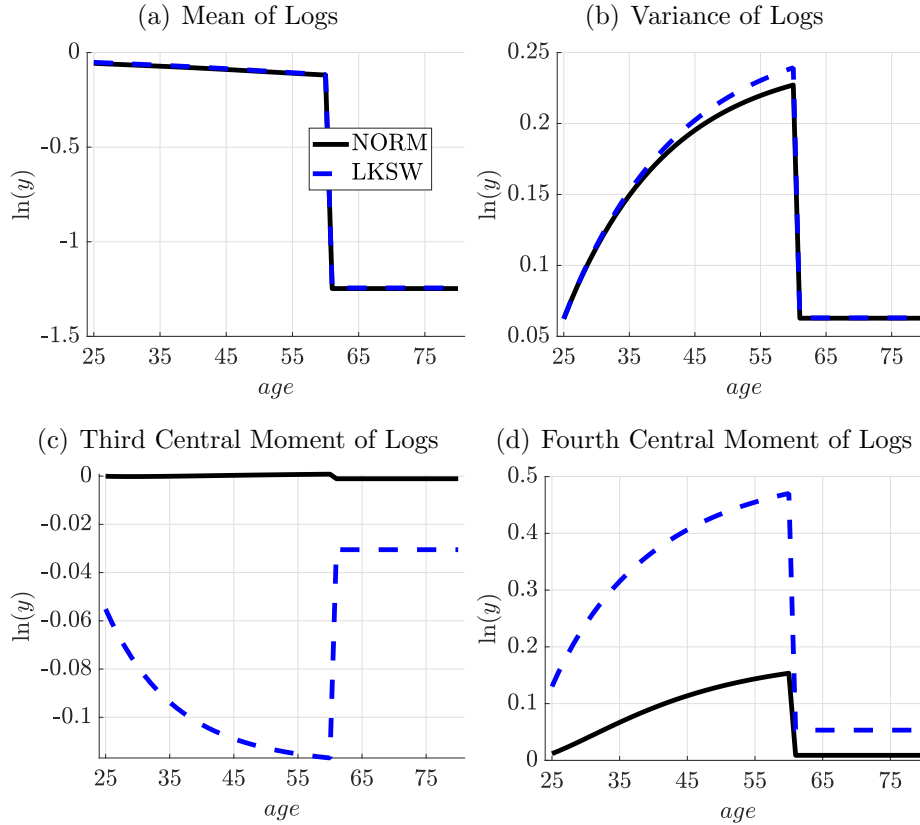 (a) Mean of Logs
0
-0.5
-1
-1.5
ln(y)
25 35 45 55 65 75
age
NORM
LKSW
(b) Variance of Logs
0.25
0.2
0.15
0.1
0.05
ln(y)
25 35 45 55 65 75
age
(c) Third Central Moment of Logs
0
-0.02
-0.04
-0.06
-0.08
-0.1
ln(y)
25 35 45 55 65 75
age
(d) Fourth Central Moment of Logs
0.5
0.4
0.3
0.2
0.1
0
ln(y)
25 35 45 55 65 75
age